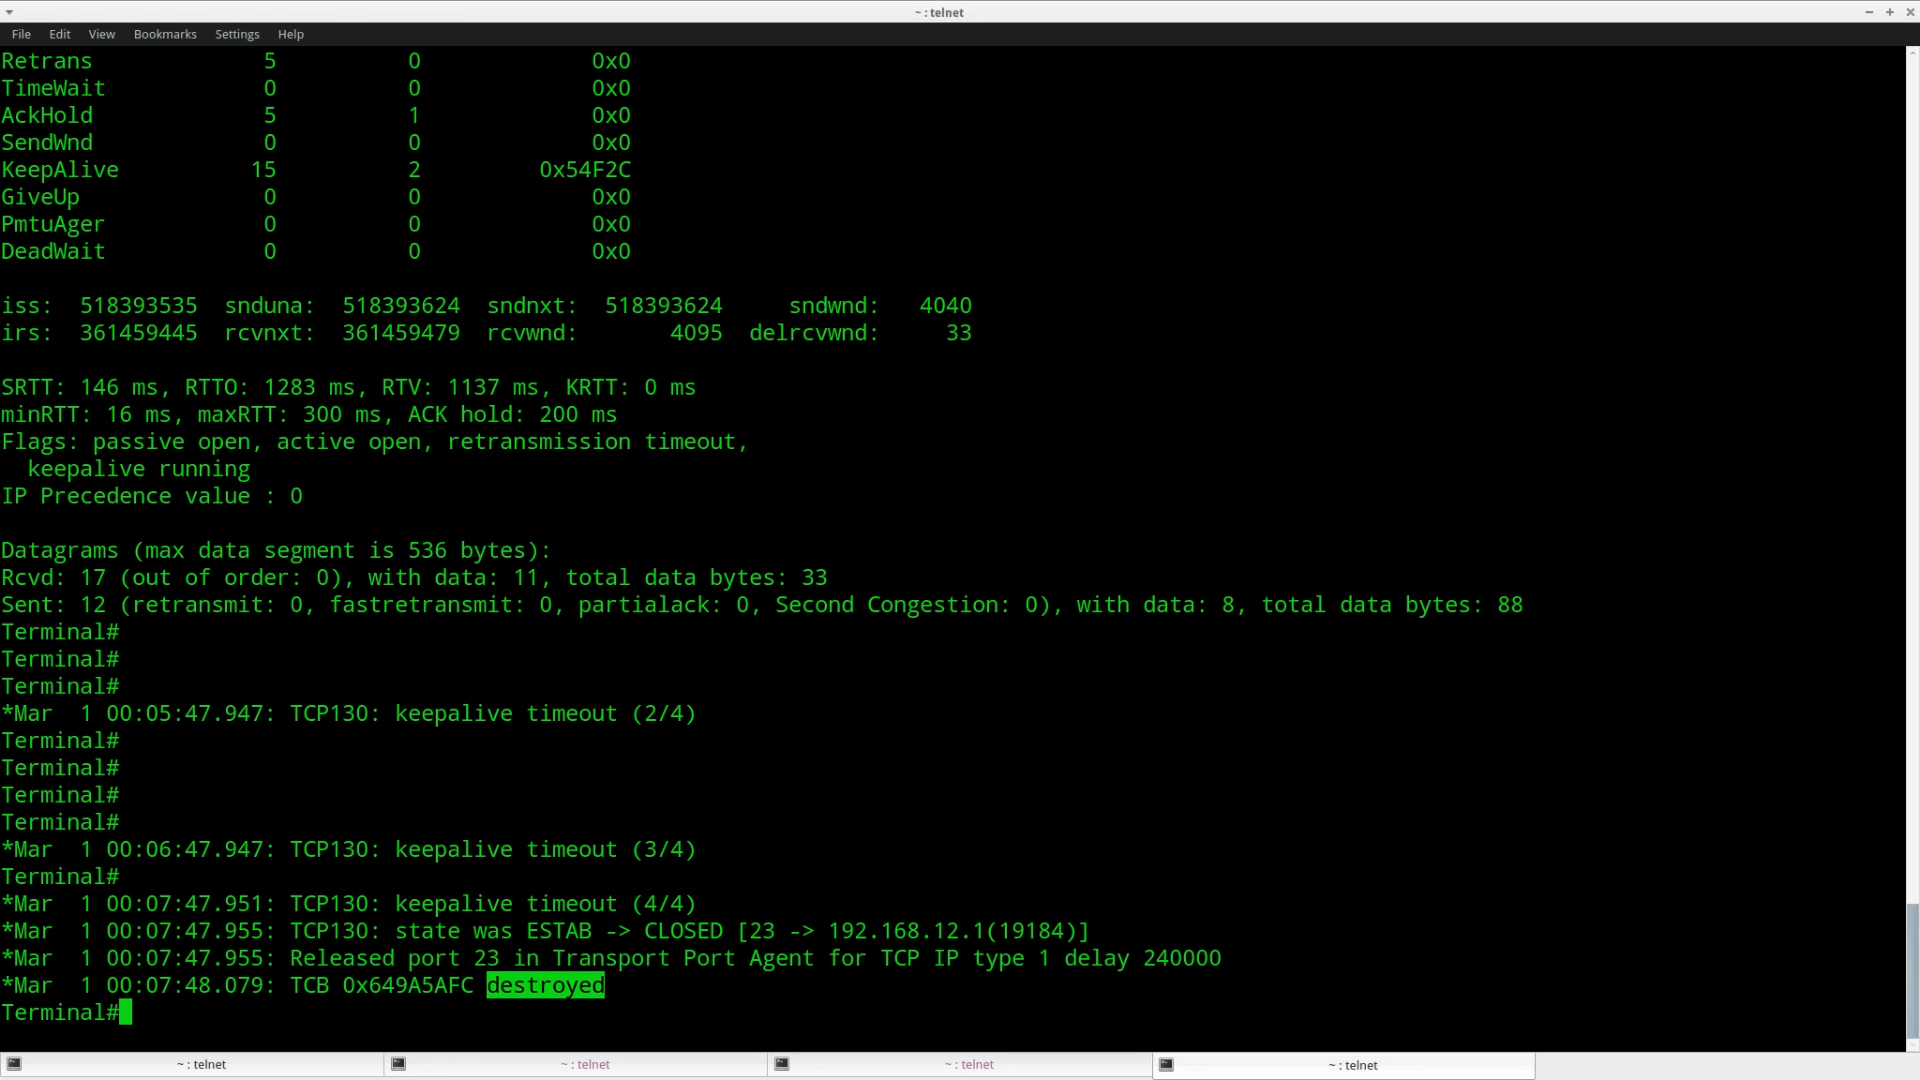 ~ : telnet
File Edit View Bookmarks Settings Help
Retrans 5 0 0x0
TimeWait 0 0 0x0
AckHold 5 1 0x0
SendWnd 0 0 0x0
KeepAlive 15 2 0x54F2C
GiveUp 0 0 0x0
PmtuAger 0 0 0x0
DeadWait 0 0 0x0
iss: 518393535 snduna: 518393624 sndnxt: 518393624 sndwnd: 4040
irs: 361459445 rcvnxt: 361459479 rcvwnd: 4095 delrcvwnd: 33
SRTT: 146 ms, RTTO: 1283 ms, RTV: 1137 ms, KRTT: 0 ms
minRTT: 16 ms, maxRTT: 300 ms, ACK hold: 200 ms
Flags: passive open, active open, retransmission timeout,
keepalive running
IP Precedence value : 0
Datagrams (max data segment is 536 bytes):
Rcvd: 17 (out of order: 0), with data: 11, total data bytes: 33
Sent: 12 (retransmit: 0, fastretransmit: 0, partialack: 0, Second Congestion: 0), with data: 8, total data bytes: 88
Terminal#
Terminal#
Terminal#
*Mar 1 00:05:47.947: TCP130: keepalive timeout (2/4)
Terminal#
Terminal#
Terminal#
Terminal#
*Mar 1 00:06:47.947: TCP130: keepalive timeout (3/4)
Terminal#
*Mar 1 00:07:47.951: TCP130: keepalive timeout (4/4)
*Mar 1 00:07:47.955: TCP130: state was ESTAB -> CLOSED [23 -> 192.168.12.1(19184)]
*Mar 1 00:07:47.955: Released port 23 in Transport Port Agent for TCP IP type 1 delay 240000
*Mar 1 00:07:48.079: TCB 0x649A5AFC destroyed
Terminal#
~ : telnet ~ : telnet ~ : telnet ~ : telnet